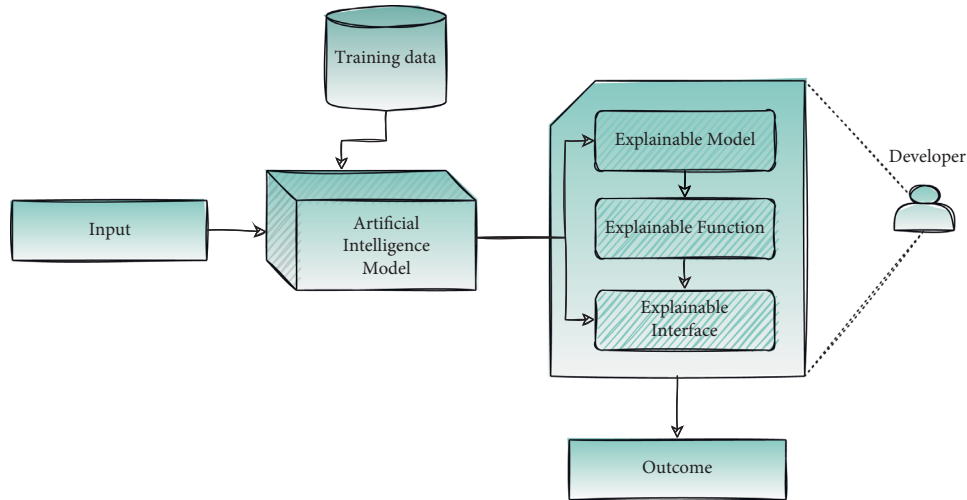 Training data
Explainable Model
Developer
Input
Artificial
Intelligence
Model
Explainable Function
Explainable
Interface
Outcome